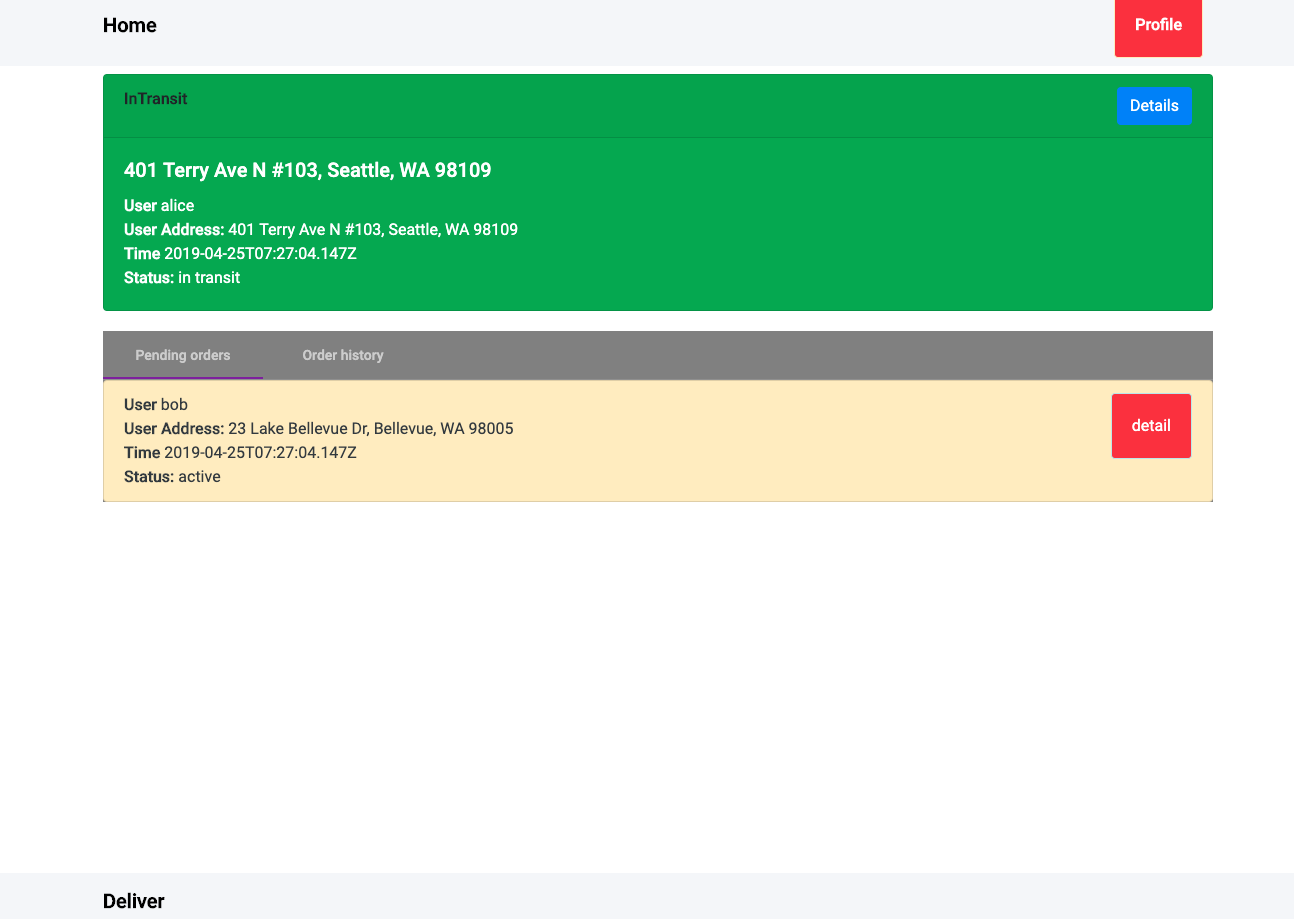 Home
Profile
InTransit
Details
401 Terry Ave N #103, Seattle, WA 98109
User alice
User Address: 401 Terry Ave N #103, Seattle, WA 98109
Time 2019-04-25T07:27:04.147Z
Status: in transit
Pending orders
Order history
User bob
detail
User Address: 23 Lake Bellevue Dr, Bellevue, WA 98005
Time 2019-04-25T07:27:04.147Z
Status: active
Deliver